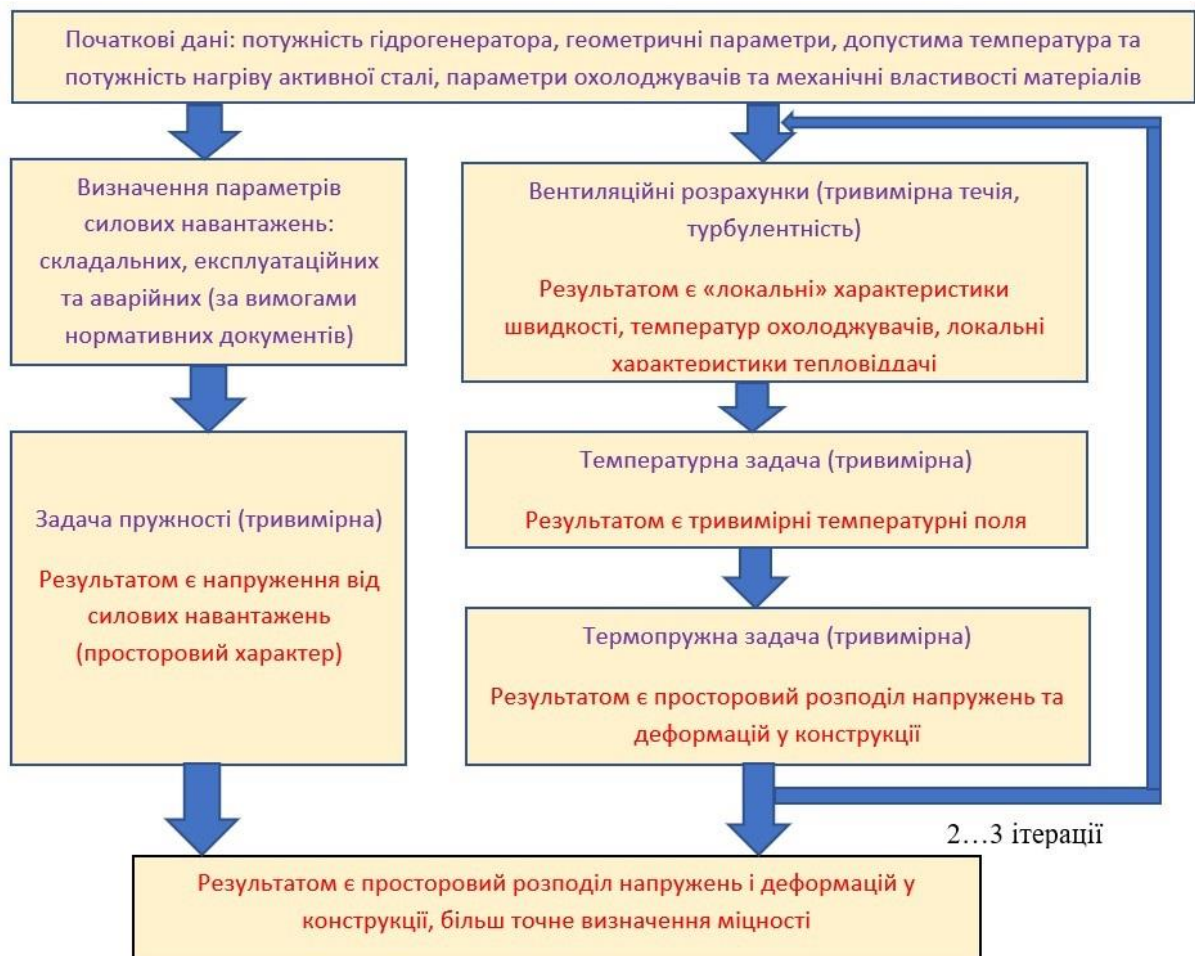 Початкові дані: потужність гідрогенератора, геометричні параметри, допустима температура та
потужність нагріву активної сталі, параметри охолоджувачів та механічні властивості матеріалів
Визначення параметрів
силових навантажень:
складальних, експлуатаційних
та аварійних (за вимогами
нормативних документів)
Задача пружності (тривимірна)
Результатом є напруження від
силових навантажень
(просторовий характер)
Вентиляційні розрахунки (тривимірна течія,
турбулентність)
Результатом є «локальні» характеристики
швидкості, температур охолоджувачів, локальні
характеристики тепловіддачі
Температурна задача (тривимірна)
Результатом є тривимірні температурні поля
Термопружна задача (тривимірна)
Результатом є просторовий розподіл напружень та
деформацій у конструкції
2…3 ітерації
Результатом є просторовий розподіл напружень і деформацій у
конструкції, більш точне визначення міцності